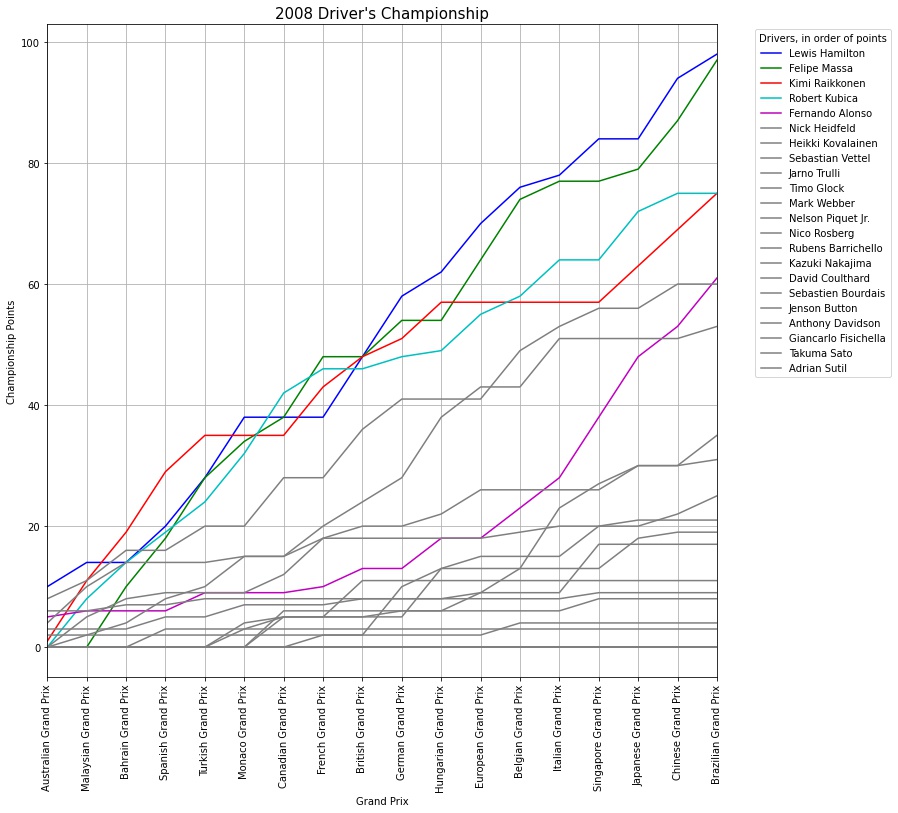 2008 Driver's Championship
Drivers, in order of points
Lewis Hamilton
Felipe Massa
Kimi Raikkonen
Robert Kubica
Fernando Alonso
Nick Heidfeld
Heikki Kovalainen
Sebastian Vettel
Jarno Trulli
Timo Glock
Mark Webber
Nelson Piquet Jr.
Nico Rosberg
Rubens Barrichello
Kazuki Nakajima
David Coulthard
Sebastien Bourdais
Jenson Button
Anthony Davidson
Giancarlo Fisichella
Takuma Sato
Adrian Sutil
Championship Points
100
80
60
40
20
0
Australian Grand Prix
Malaysian Grand Prix
Bahrain Grand Prix
Spanish Grand Prix
Turkish Grand Prix
Monaco Grand Prix
Canadian Grand Prix
French Grand Prix
British Grand Prix
German Grand Prix
Hungarian Grand Prix
European Grand Prix
Belgian Grand Prix
Italian Grand Prix
Singapore Grand Prix
Japanese Grand Prix
Chinese Grand Prix
Brazilian Grand Prix
Grand Prix